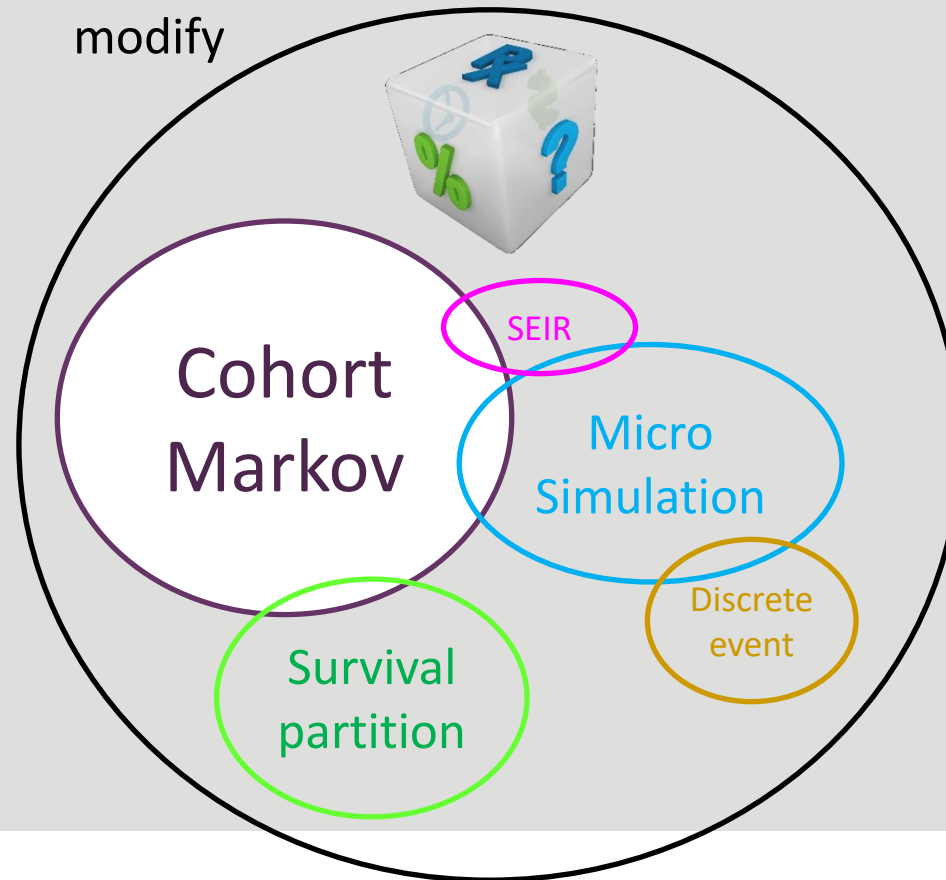 modify
℞
%
?
SEIR
Cohort
Markov
Micro
Simulation
Discrete
event
Survival
partition